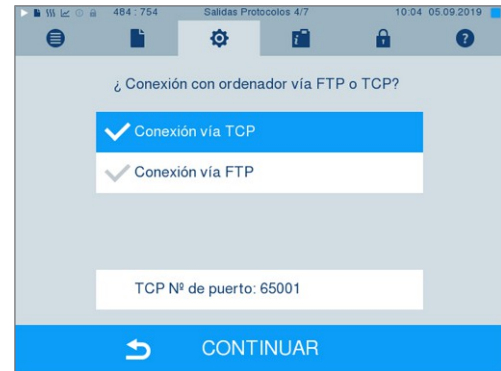 484 : 754 Salidas Protocolos 4/7 10:04 05.09.2019
¿ Conexión con ordenador vía FTP o TCP?
Conexión vía TCP
Conexión vía FTP
TCP Nº de puerto: 65001
CONTINUAR